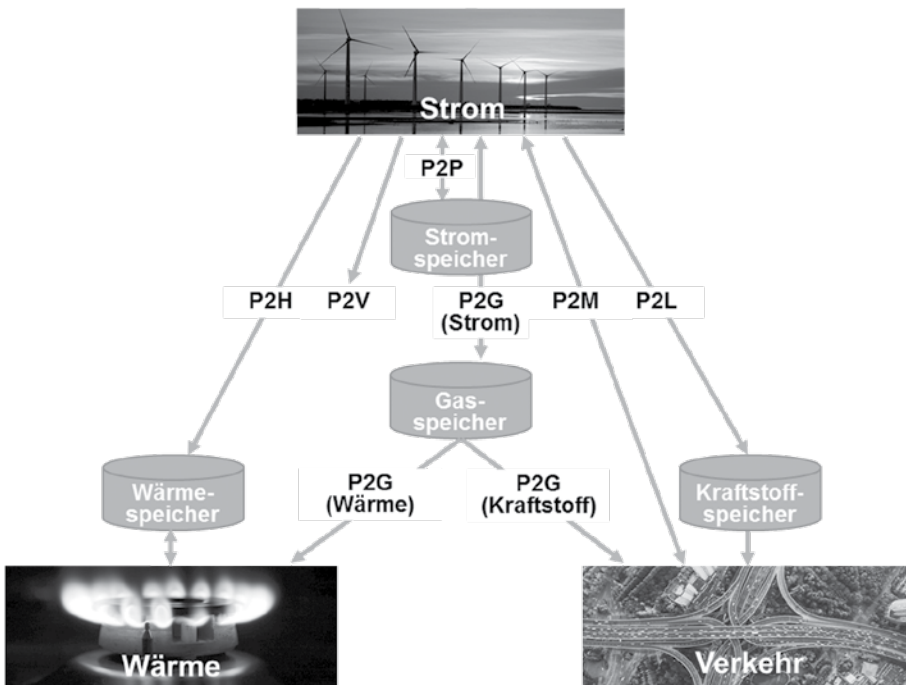 Strom
P2P
Strom-
speicher
P2H
P2V
P2G
(Strom)
P2M
P2L
Gas-
speicher
Wärme-
speicher
P2G
(Wärme)
P2G
(Kraftstoff)
Kraftstoff-
speicher
Wärme
Verkehr